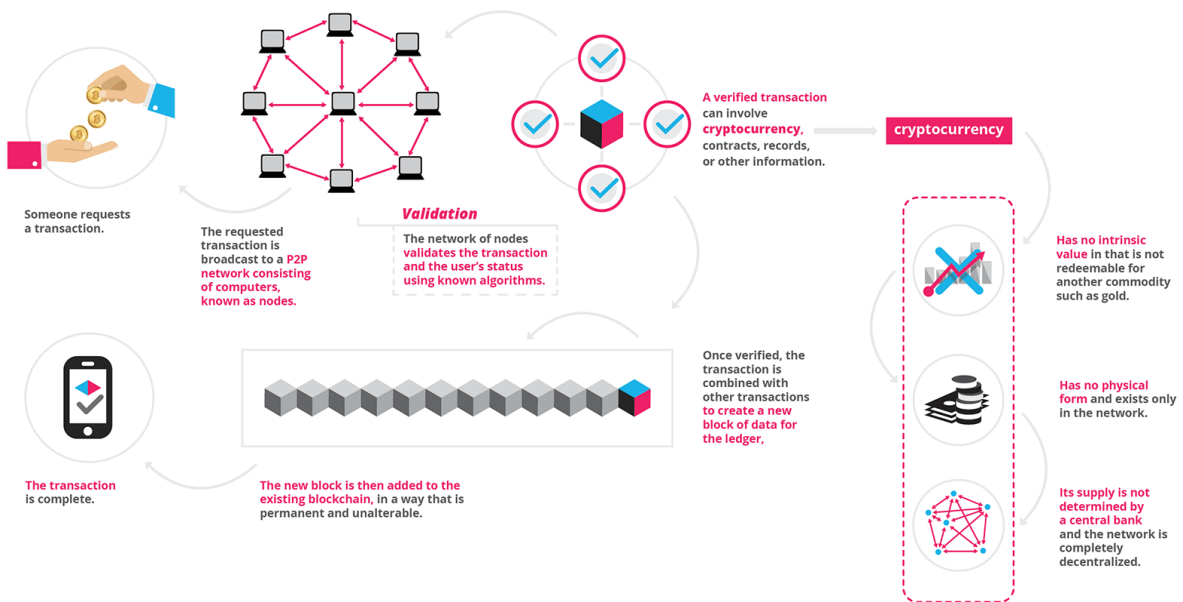 Someone requests
a transaction.
The requested
transaction is
broadcast to a P2P
network consisting
of computers,
known as nodes.
Validation
The network of nodes
validates the transaction
and the user's status
using known algorithms.
A verified transaction
can involve
cryptocurrency,
contracts, records,
or other information.
cryptocurrency
Has no intrinsic
value in that is not
redeemable for
another commodity
such as gold.
Has no physical
form and exists only
in the network.
Its supply is not
determined by
a central bank
and the network is
completely
decentralized.
Once verified, the
transaction is
combined with
other transactions
to create a new
block of data for
the ledger,
The new block is then added to the
existing blockchain, in a way that is
permanent and unalterable.
The transaction
is complete.